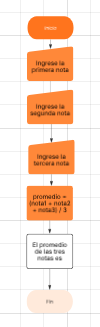 Inicio
Ingrese la
primera nota
Ingrese la
segunda nota
Ingrese la
tercera nota
promedio =
(nota1 + nota2
+ nota3) / 3
El promedio
de las tres
notas es
Fin